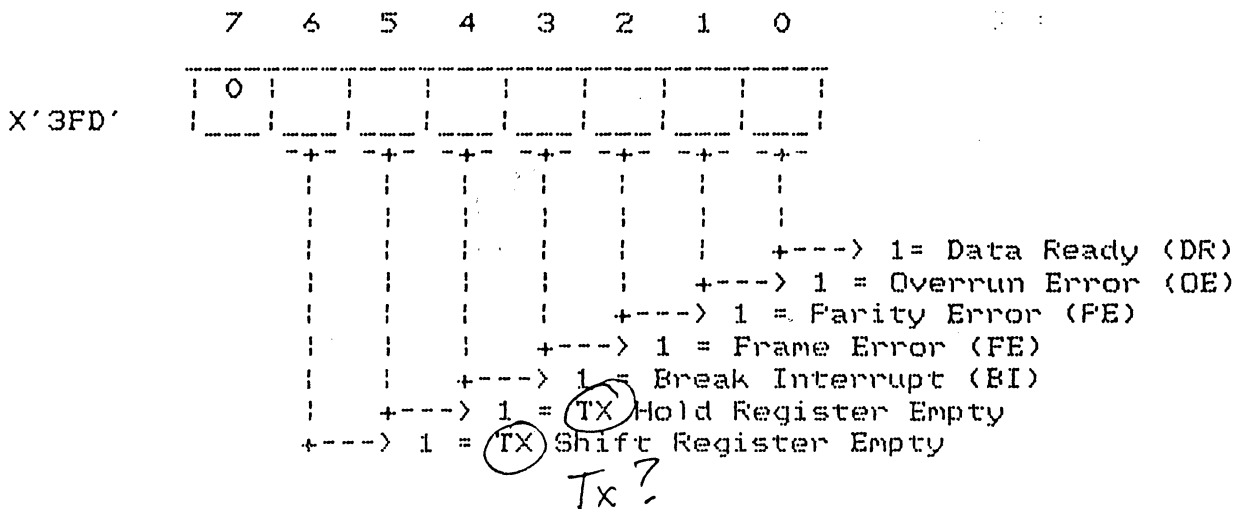 7 6 5 4 3 2 1 0
0
X'3FD'
+---> 1= Data Ready (DR)
+---> 1 = Overrun Error (OE)
+---> 1 = Parity Error (PE)
+---> 1 = Frame Error (FE)
+---> 1 = Break Interrupt (BI)
+---> 1 = TX Hold Register Empty
+---> 1 = TX Shift Register Empty
Tx?